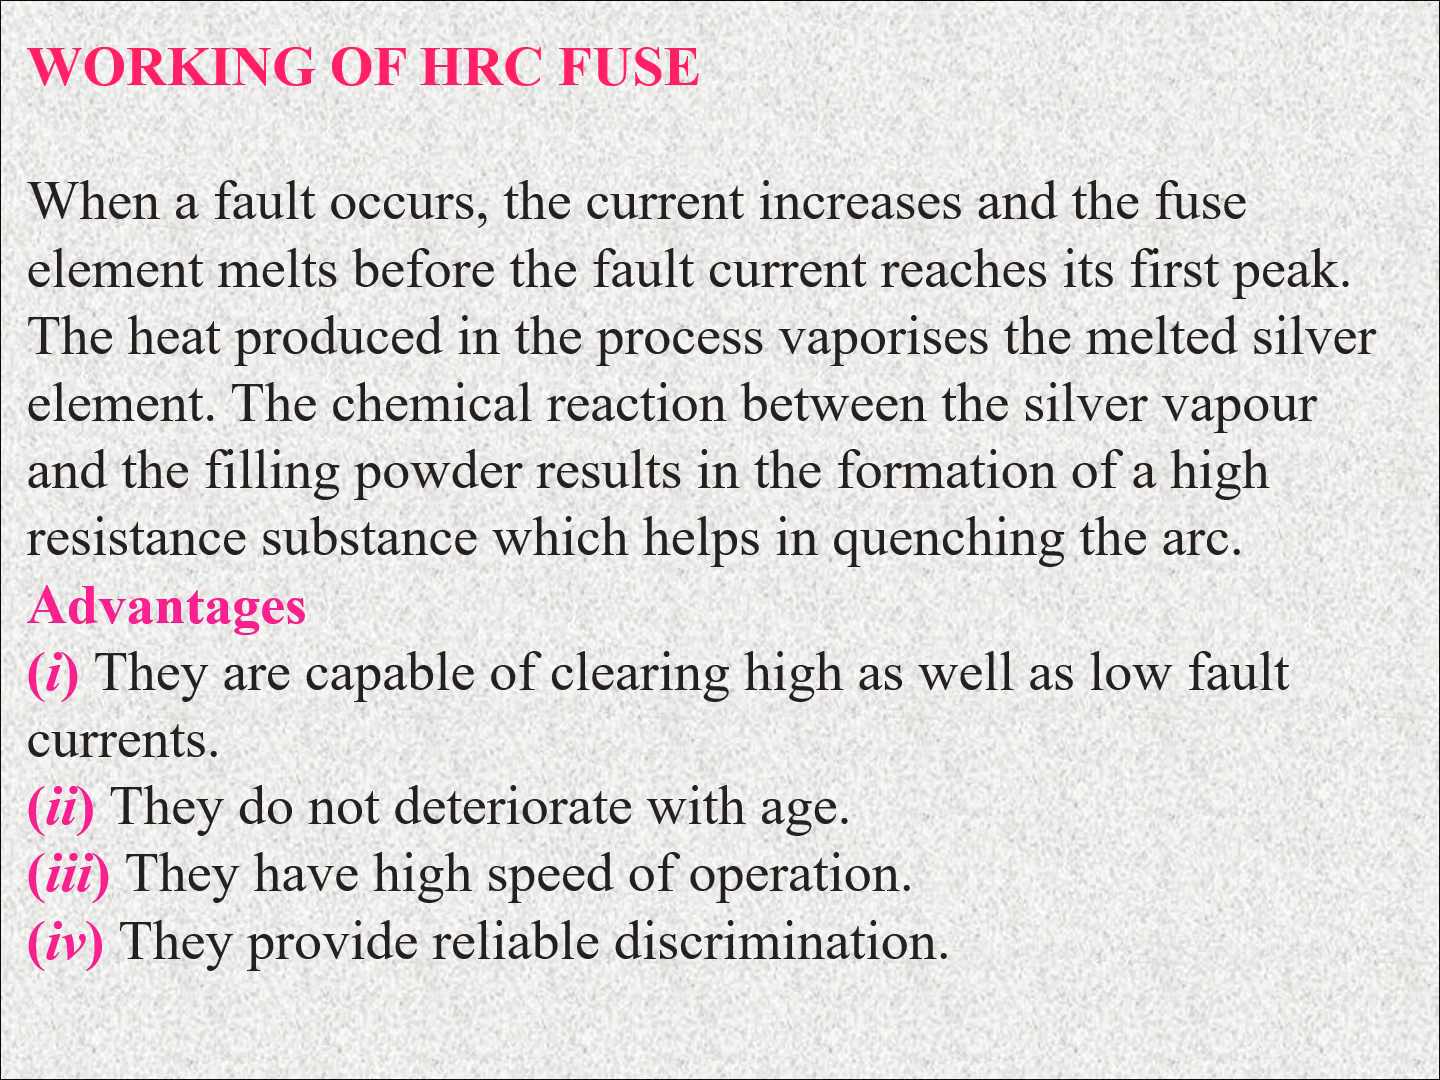 WORKING OF HRC FUSE
When a fault occurs, the current increases and the fuse
element melts before the fault current reaches its first peak.
The heat produced in the process vaporises the melted silver
element. The chemical reaction between the silver vapour
and the filling powder results in the formation of a high
resistance substance which helps in quenching the arc.
Advantages
(i) They are capable of clearing high as well as low fault
currents.
(ii) They do not deteriorate with age.
(iii) They have high speed of operation.
(iv) They provide reliable discrimination.